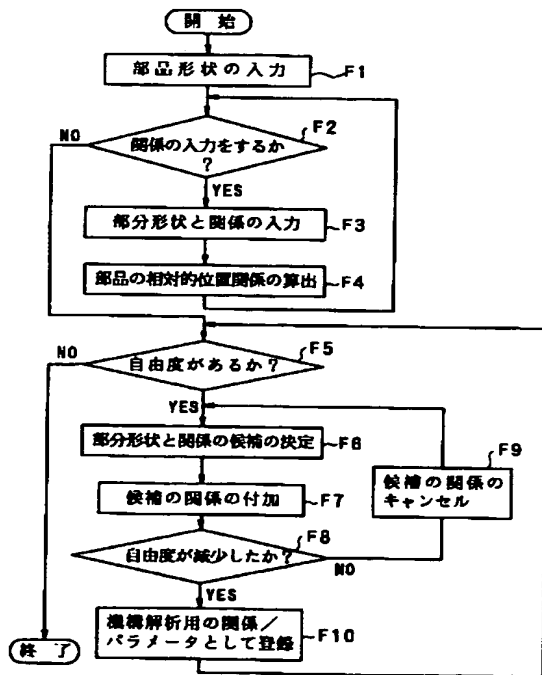 開始
部品形状の入力
F1
F2
NO
関係の入力をするか
?
YES
部分形状と関係の入力
F3
部品の相対的位置関係の算出
F4
F5
NO
自由度があるか?
YES
部分形状と関係の候補の決定
F6
F9
候補の関係の
キャンセル
候補の関係の付加
F7
F8
自由度が減少したか?
NO
YES
機構解析用の関係/
パラメータとして登録
F10
終了